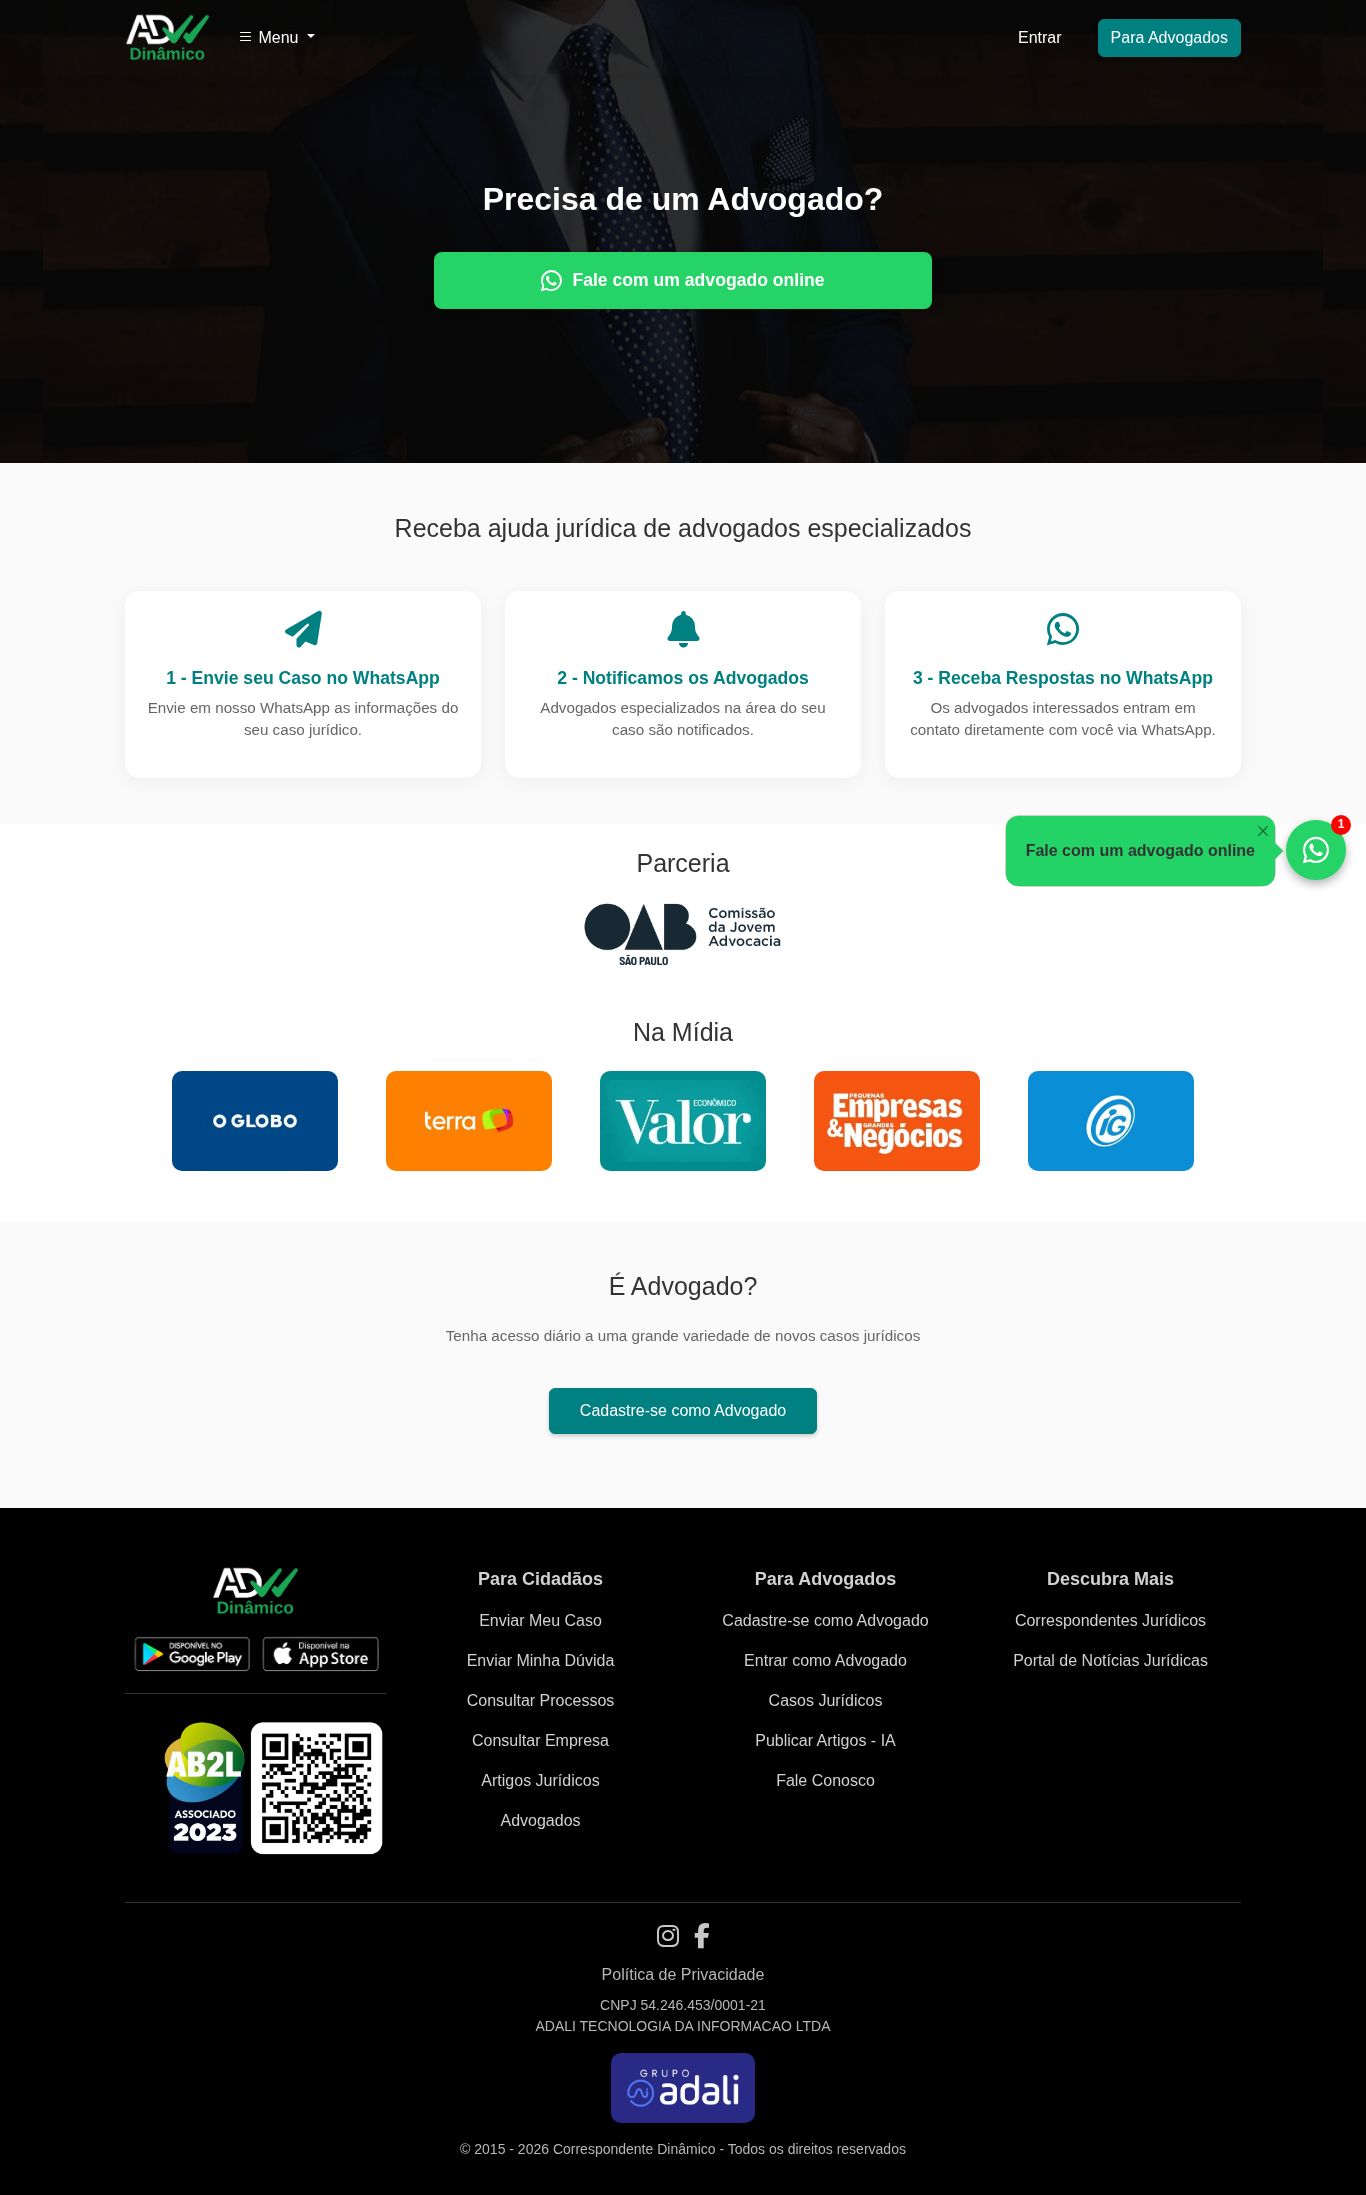 ADW
Dinâmico
Menu
Entrar
Para Advogados
Precisa de um Advogado?
Fale com um advogado online
Receba ajuda jurídica de advogados especializados
1 - Envie seu Caso no WhatsApp
Envie em nosso WhatsApp as informações do
seu caso jurídico.
2 - Notificamos os Advogados
Advogados especializados na área do seu
caso são notificados.
3 - Receba Respostas no WhatsApp
Os advogados interessados entram em
contato diretamente com você via WhatsApp.
Fale com um advogado online
1
Parceria
OAB
SÃO PAULO
Comissão
da Jovem
Advocacia
Na Mídia
O GLOBO
terra
ECONÔMICO
Valor
PEQUENAS
Empresas
GRANDES
&Negócios
iG
É Advogado?
Tenha acesso diário a uma grande variedade de novos casos jurídicos
Cadastre-se como Advogado
ADW
Dinâmico
DISPONÍVEL NO
Google Play
Disponível na
App Store
AB2L
ASSOCIADO
2023
Para Cidadãos
Enviar Meu Caso
Enviar Minha Dúvida
Consultar Processos
Consultar Empresa
Artigos Jurídicos
Advogados
Para Advogados
Cadastre-se como Advogado
Entrar como Advogado
Casos Jurídicos
Publicar Artigos - IA
Fale Conosco
Descubra Mais
Correspondentes Jurídicos
Portal de Notícias Jurídicas
Política de Privacidade
CNPJ 54.246.453/0001-21
ADALI TECNOLOGIA DA INFORMACAO LTDA
GRUPO
adali
© 2015 - 2026 Correspondente Dinâmico - Todos os direitos reservados